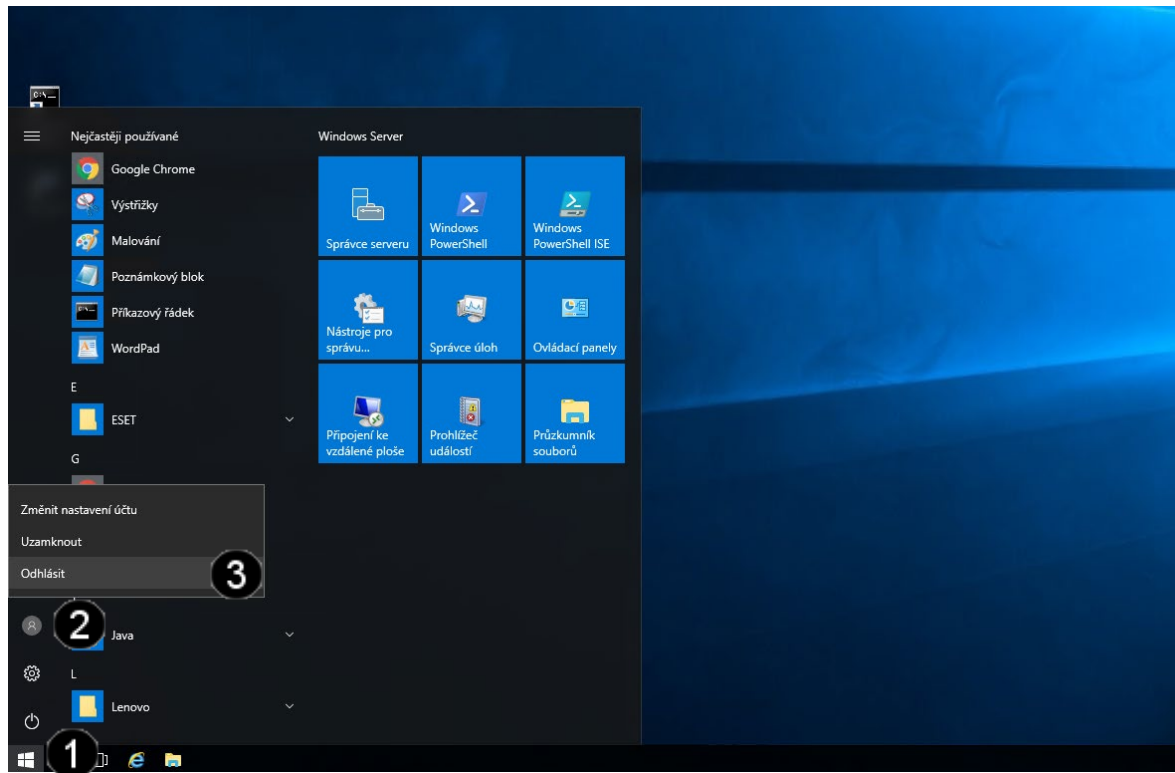 Nejčastěji používané
Google Chrome
Výstřižky
Malování
Poznámkový blok
Příkazový řádek
WordPad
E
ESET
G
Změnit nastavení účtu
Uzamknout
Odhlásit
3
2
Java
L
Lenovo
1
Windows Server
Správce serveru
Windows
PowerShell
Windows
PowerShell ISE
Nástroje pro
správu...
Správce úloh
Ovládací panely
Připojení ke
vzdálené ploše
Prohlížeč
událostí
Průzkumník
souborů